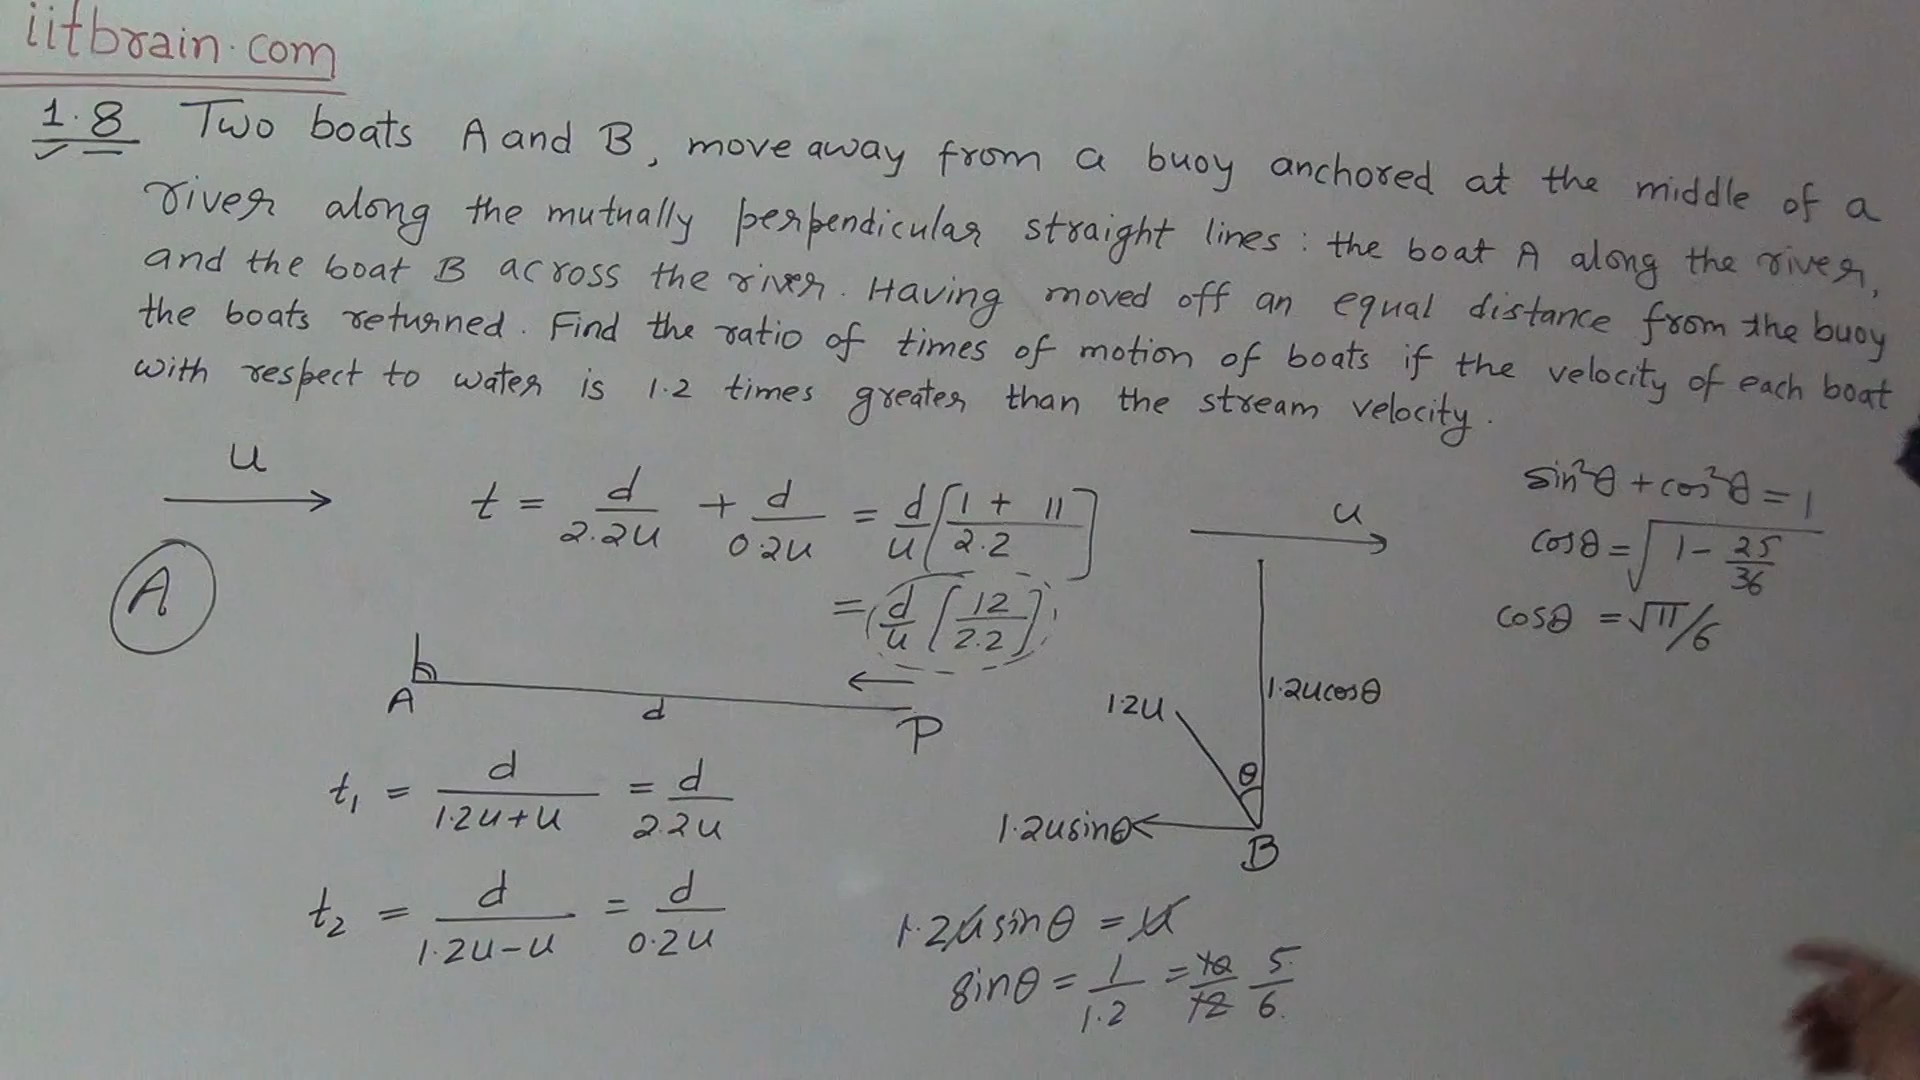 iitbrain.com
1.8 Two boats A and B, move away from a buoy anchored at the middle of a
river along the mutually perpendicular straight lines: the boat A along the river,
and the boat B across the river. Having moved off an equal distance from the buoy
the boats returned. Find the ratio of times of motion of boats if the velocity of each boat
with respect to water is 1.2 times greater than the stream velocity.
u
t = d/2.2u + d/0.2u = d/u [1 + 11/2.2]
= d/u [12/2.2]
A
A d P
t₁ = d/1.2u+u = d/2.2u
t₂ = d/1.2u-u = d/0.2u
u
1.2u
1.2ucosθ
θ
1.2usinθ
B
1.2usinθ = u
sinθ = 1/1.2 = 10/12 5/6.
sin²θ + cos²θ = 1
cosθ = √1 - 25/36
cosθ = √11/6